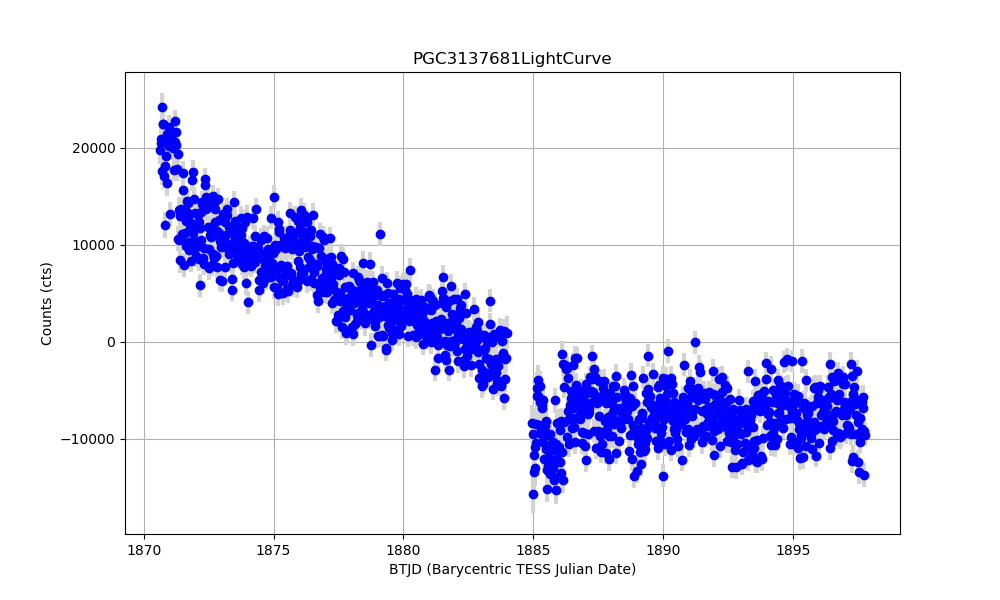 PGC3137681LightCurve
20000
10000
0
−10000
Counts (cts)
1870 1875 1880 1885 1890 1895
BTJD (Barycentric TESS Julian Date)